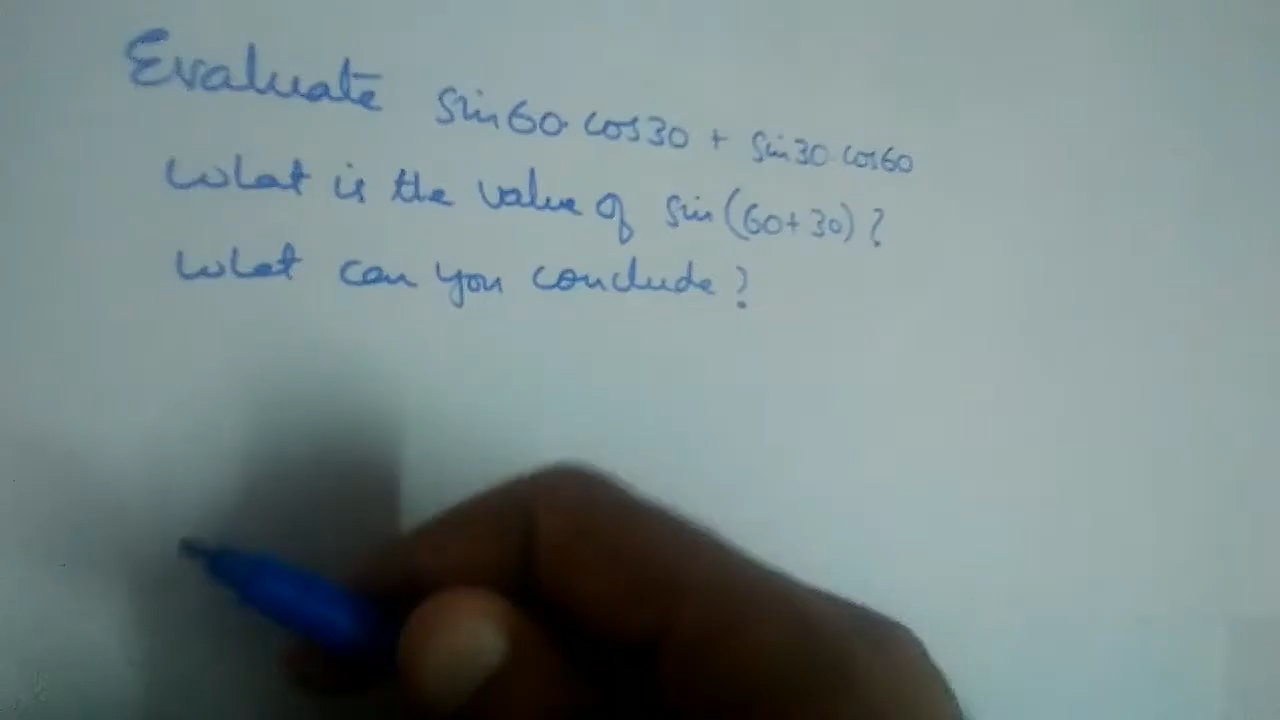 Evaluate sin60 cos30 + sin30 cos60
What is the value of sin(60+30)?
What can you conclude?